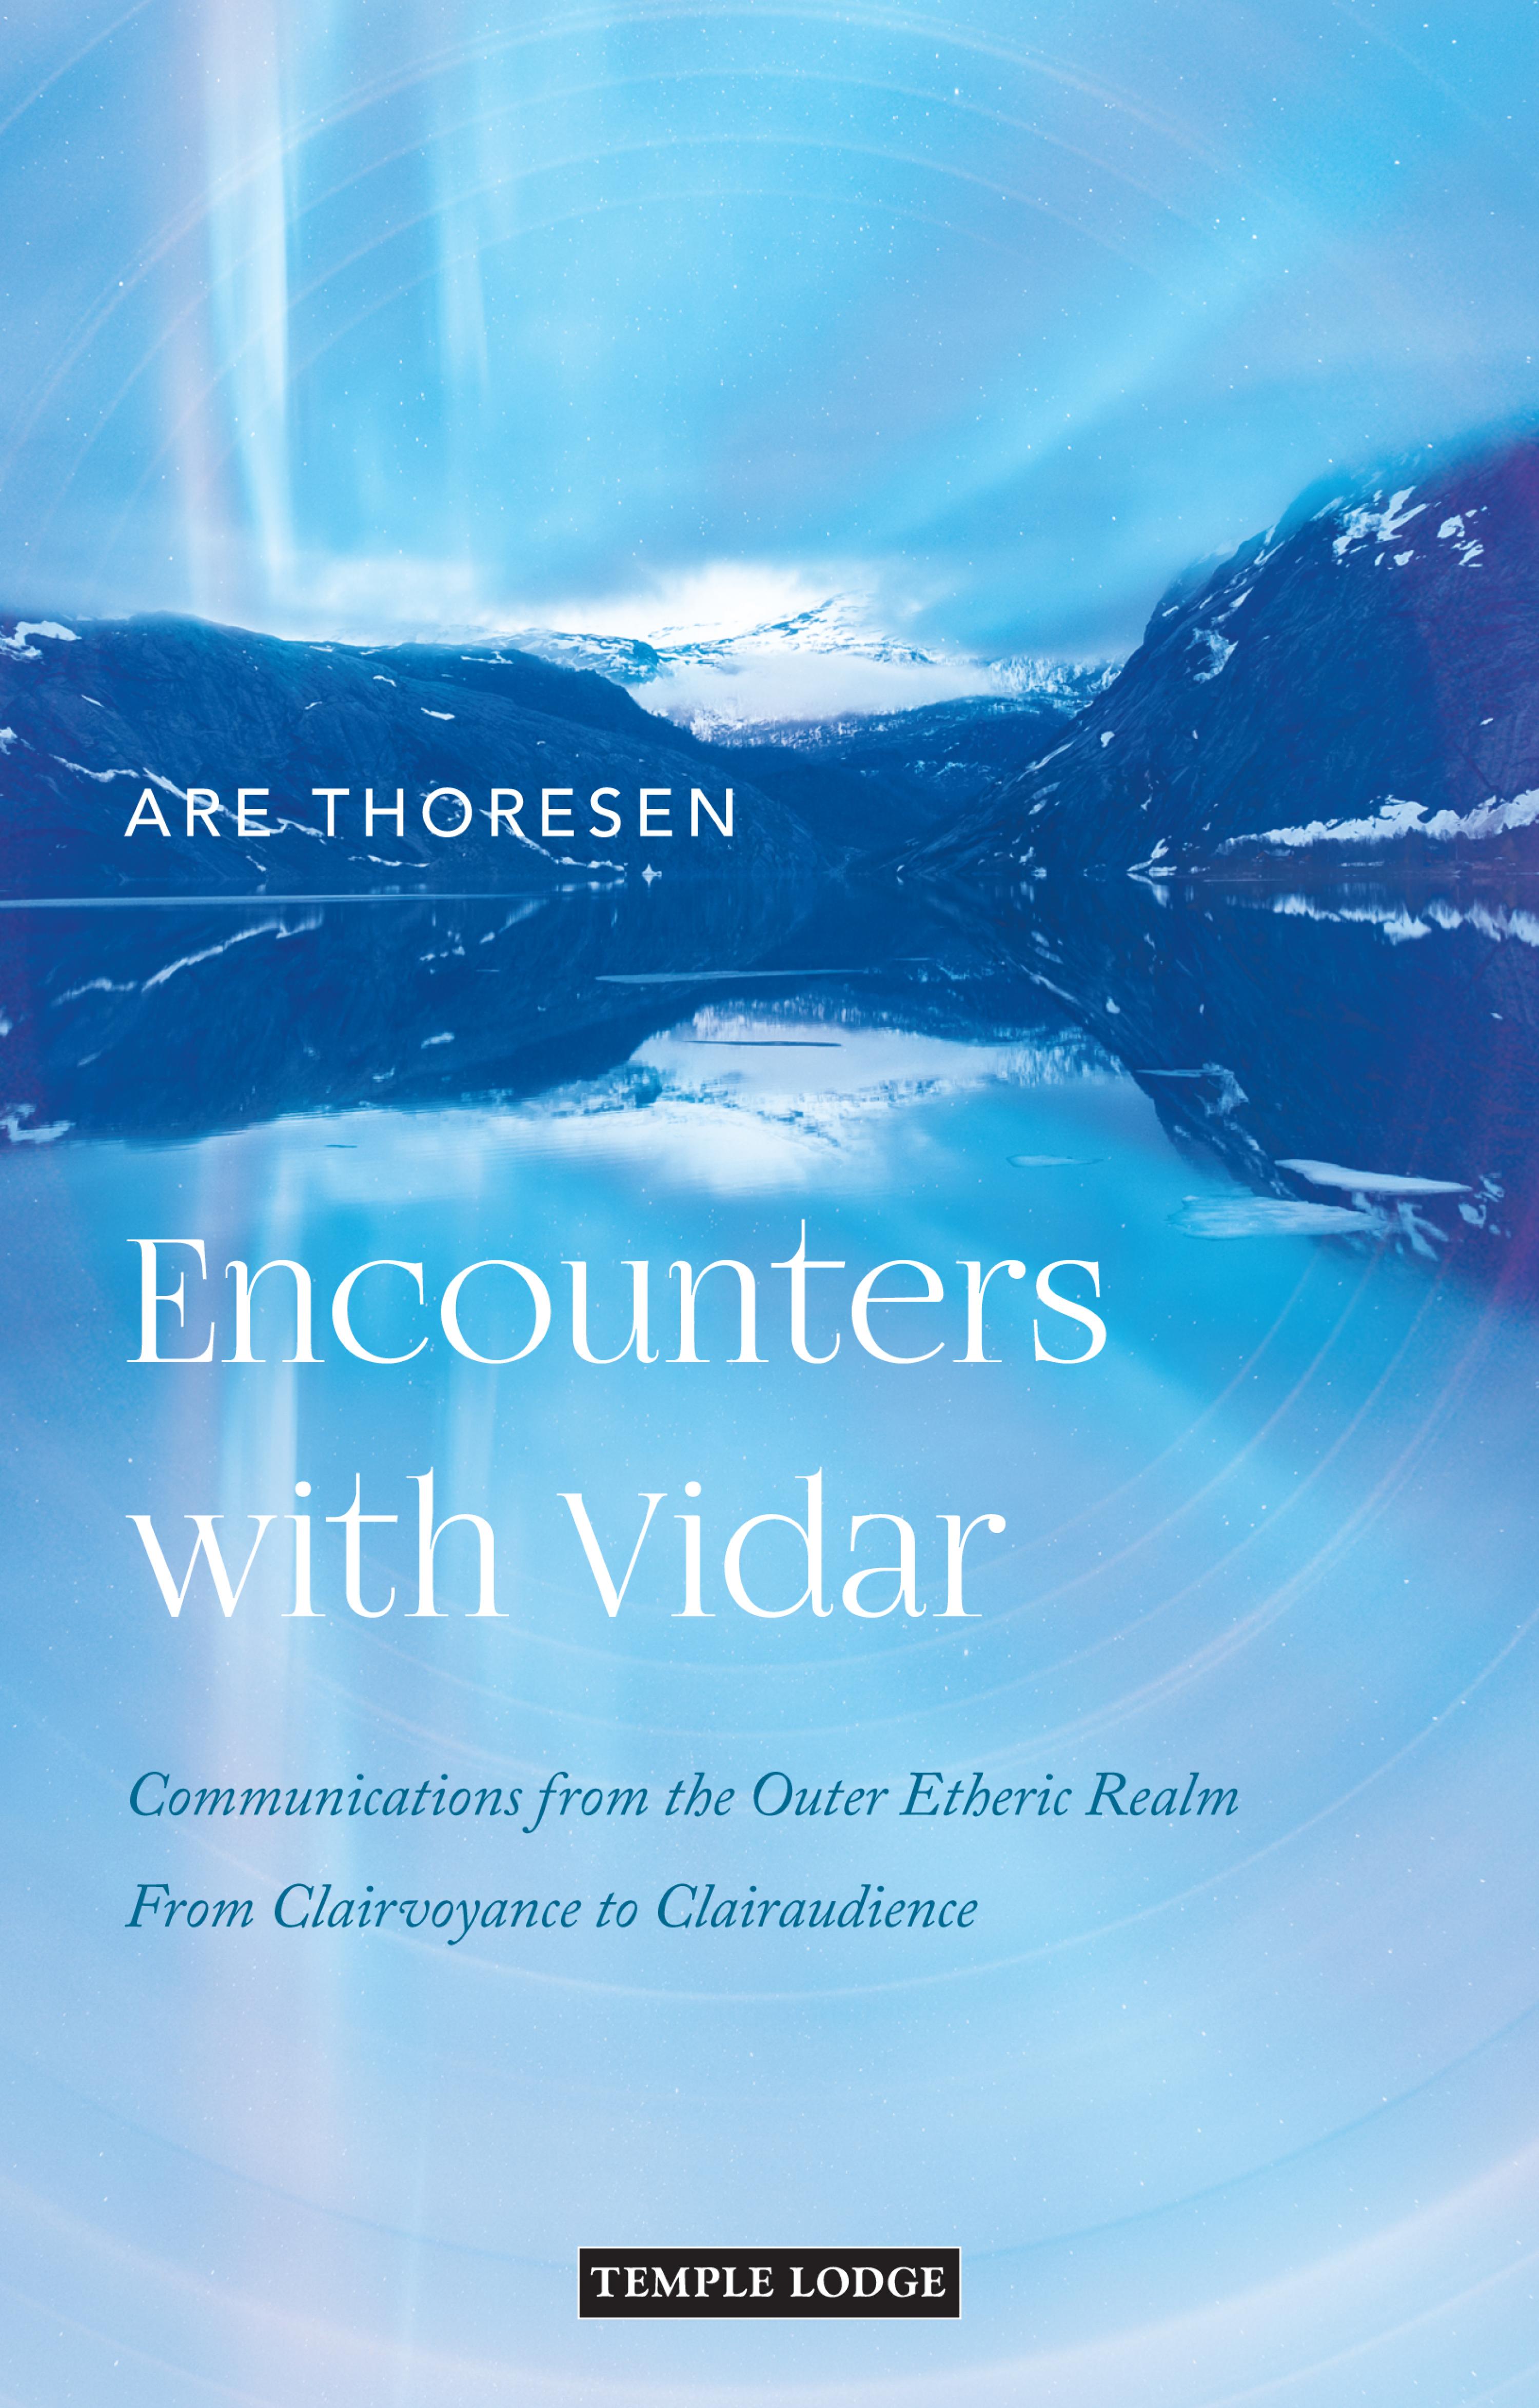 ARE THORESEN
Encounters
with Vidar
Communications from the Outer Etheric Realm
From Clairvoyance to Clairaudience
TEMPLE LODGE